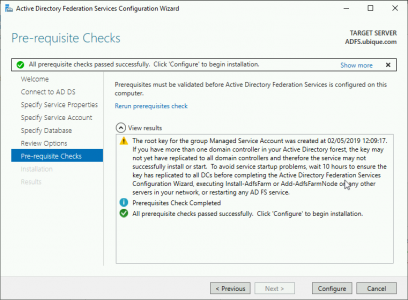 Active Directory Federation Services Configuration Wizard
Pre-requisite Checks
TARGET SERVER
ADFS.ubique.com
All prerequisite checks passed successfully. Click 'Configure' to begin installation.
Show more
Welcome
Connect to AD DS
Specify Service Properties
Specify Service Account
Specify Database
Review Options
Pre-requisite Checks
Installation
Results
Prerequisites must be validated before Active Directory Federation Services is configured on this
computer.
Rerun prerequisites check
View results
The root key for the group Managed Service Account was created at 02/05/2019 12:09:17.
If you have more than one domain controller in your Active Directory forest, the key may
not yet have replicated to all domain controllers and therefore the service may not
successfully install or start. To avoid service startup problems, wait 10 hours to ensure the
key has replicated to all DCs before completing the Active Directory Federation Services
Configuration Wizard, executing Install-AdfsFarm or Add-AdfsFarmNode on any other
servers in your network, or restarting any AD FS service.
Prerequisites Check Completed
All prerequisite checks passed successfully. Click 'Configure' to begin installation.
< Previous
Next >
Configure
Cancel